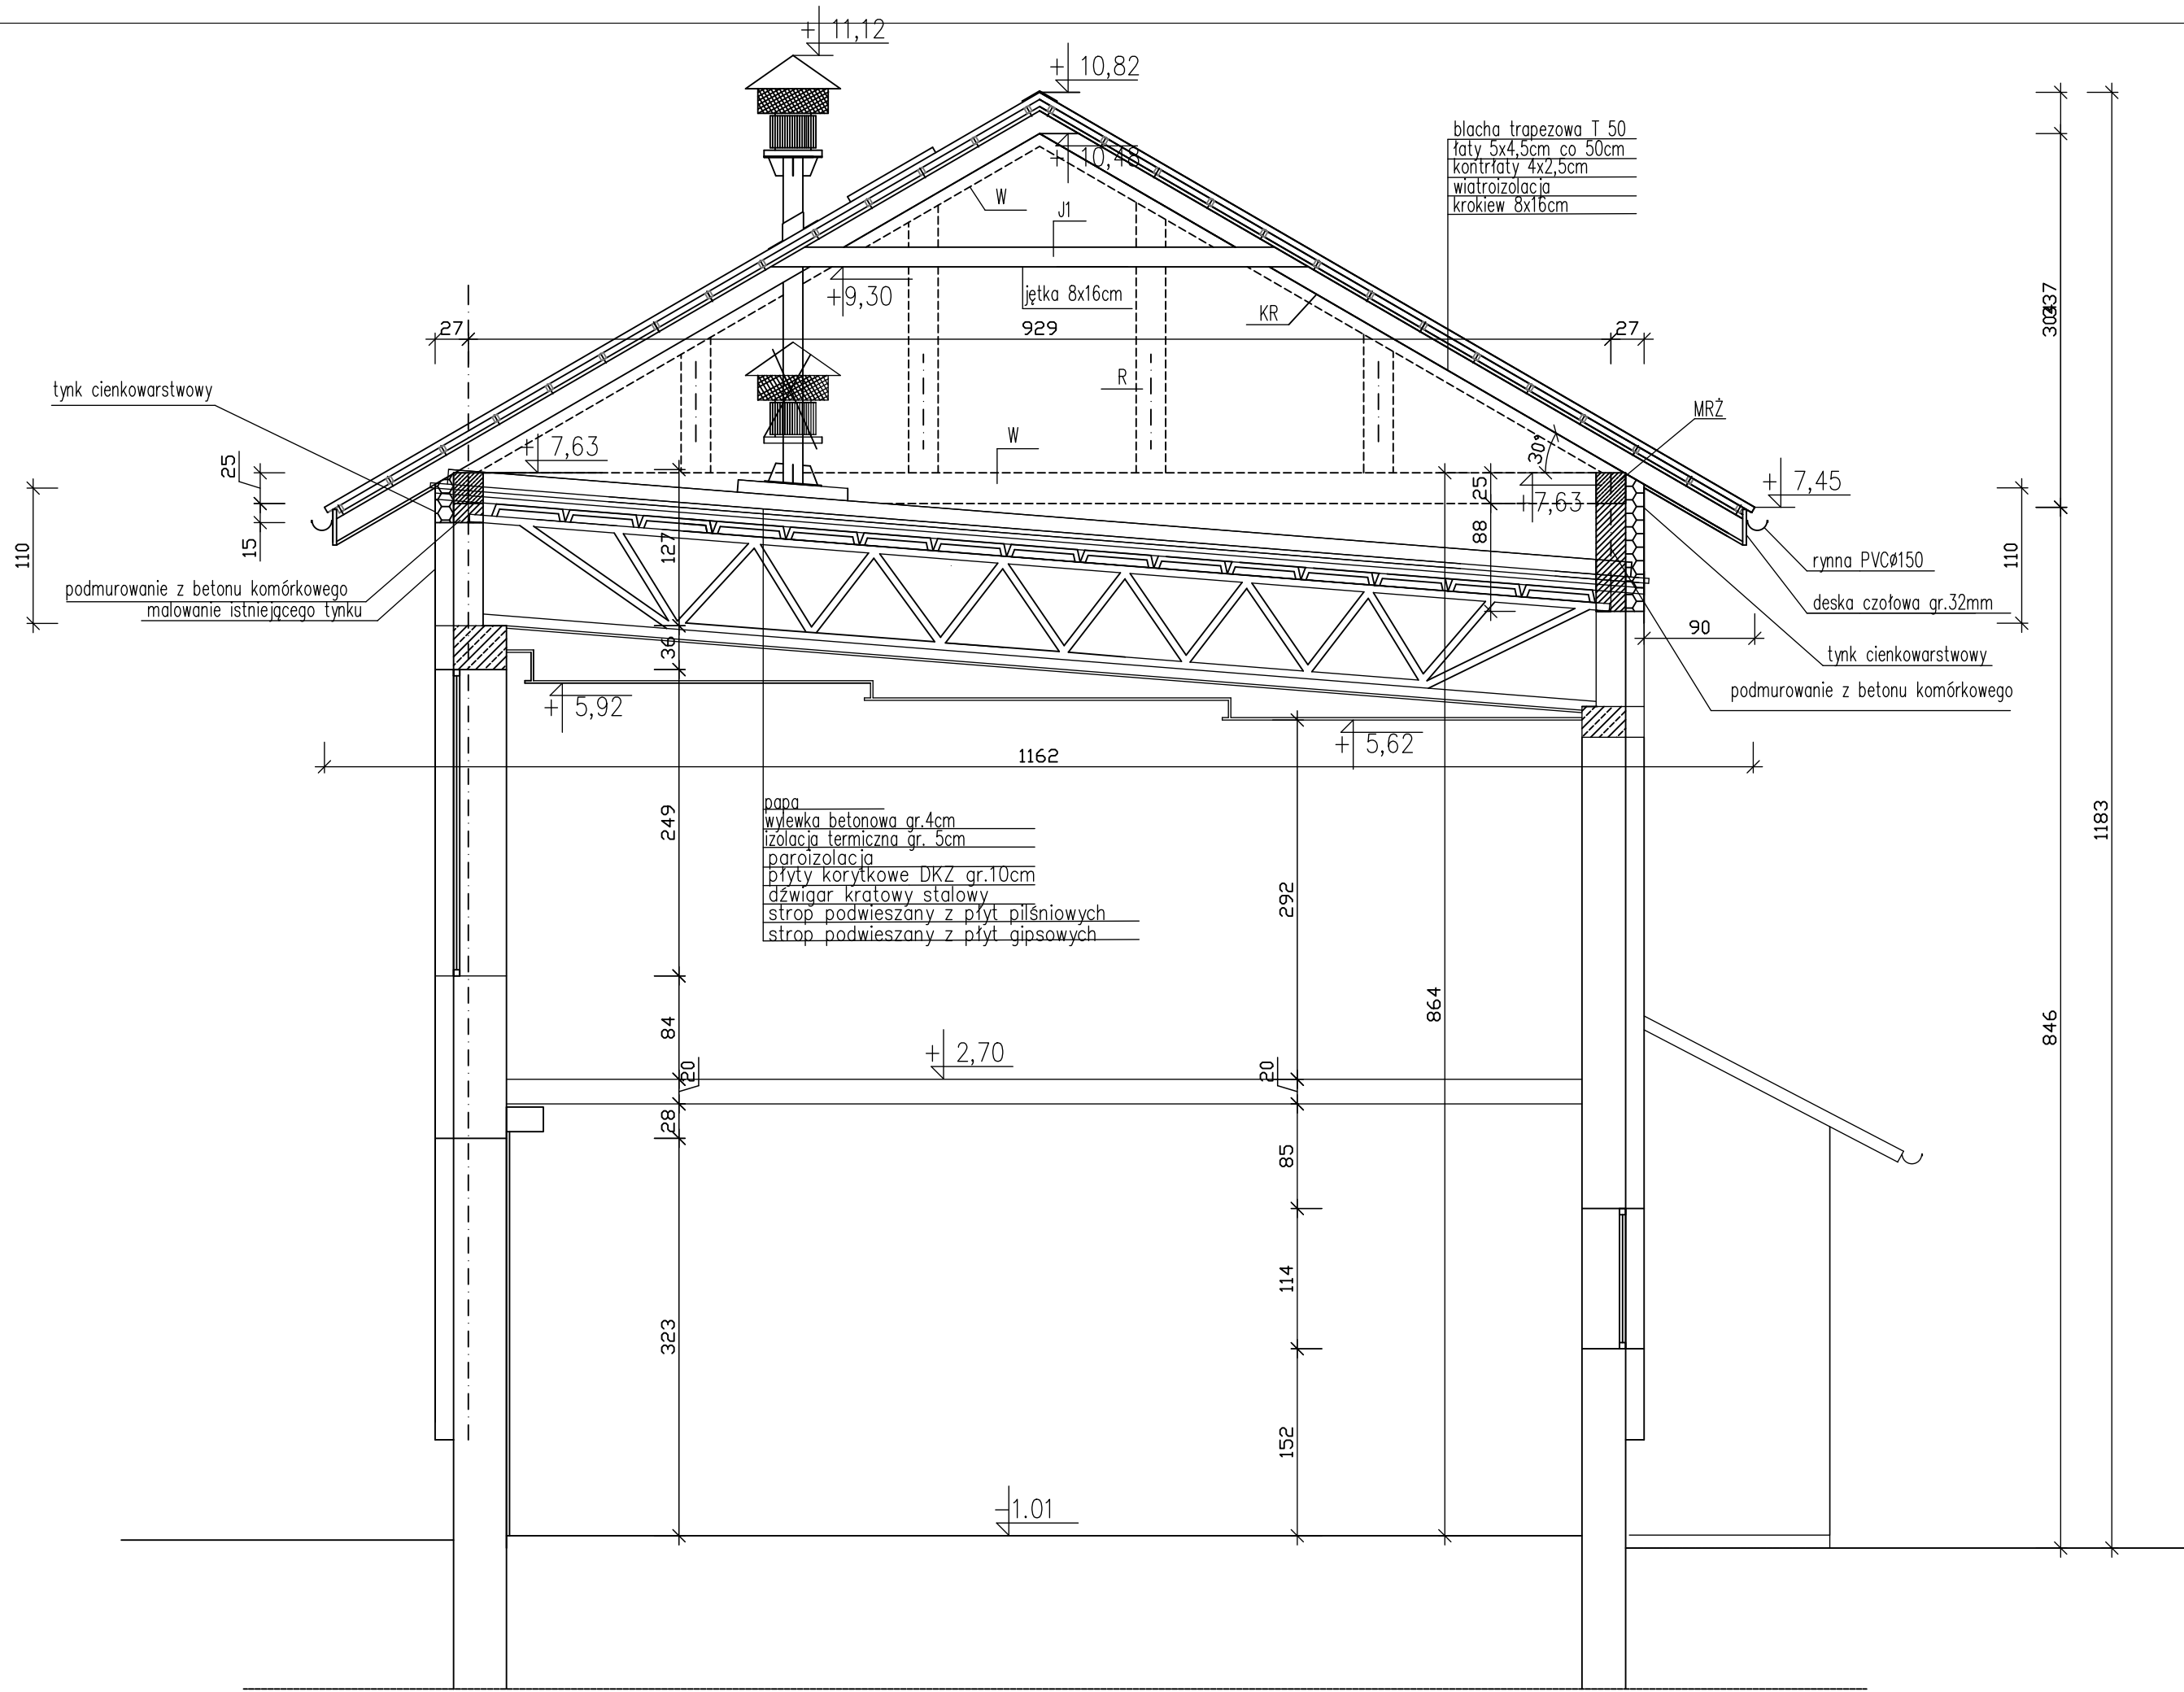 + 11,12
+ 10,82
+ 10,48
blacha trapezowa T 50
łaty 5x4,5cm co 50cm
kontrłaty 4x2,5cm
wiatroizolacja
krokiew 8x16cm
W
J1
+9,30
jętka 8x16cm
KR
27
929
27
337
tynk cienkowarstwowy
R
MRŻ
W
30°
+ 7,63
25
+7,63
+ 7,45
25
88
110
15
127
110
rynna PVCø150
podmurowanie z betonu komórkowego
malowanie istniejącego tynku
deska czołowa gr.32mm
90
36
tynk cienkowarstwowy
podmurowanie z betonu komórkowego
+ 5,92
+ 5,62
1162
249
papa
wylewka betonowa gr.4cm
izolacja termiczna gr. 5cm
paroizolacja
płyty korytkowe DKZ gr.10cm
dźwigar kratowy stalowy
strop podwieszany z płyt pilśniowych
strop podwieszany z płyt gipsowych
292
1183
864
84
846
+ 2,70
20
20
28
85
114
323
152
-1.01